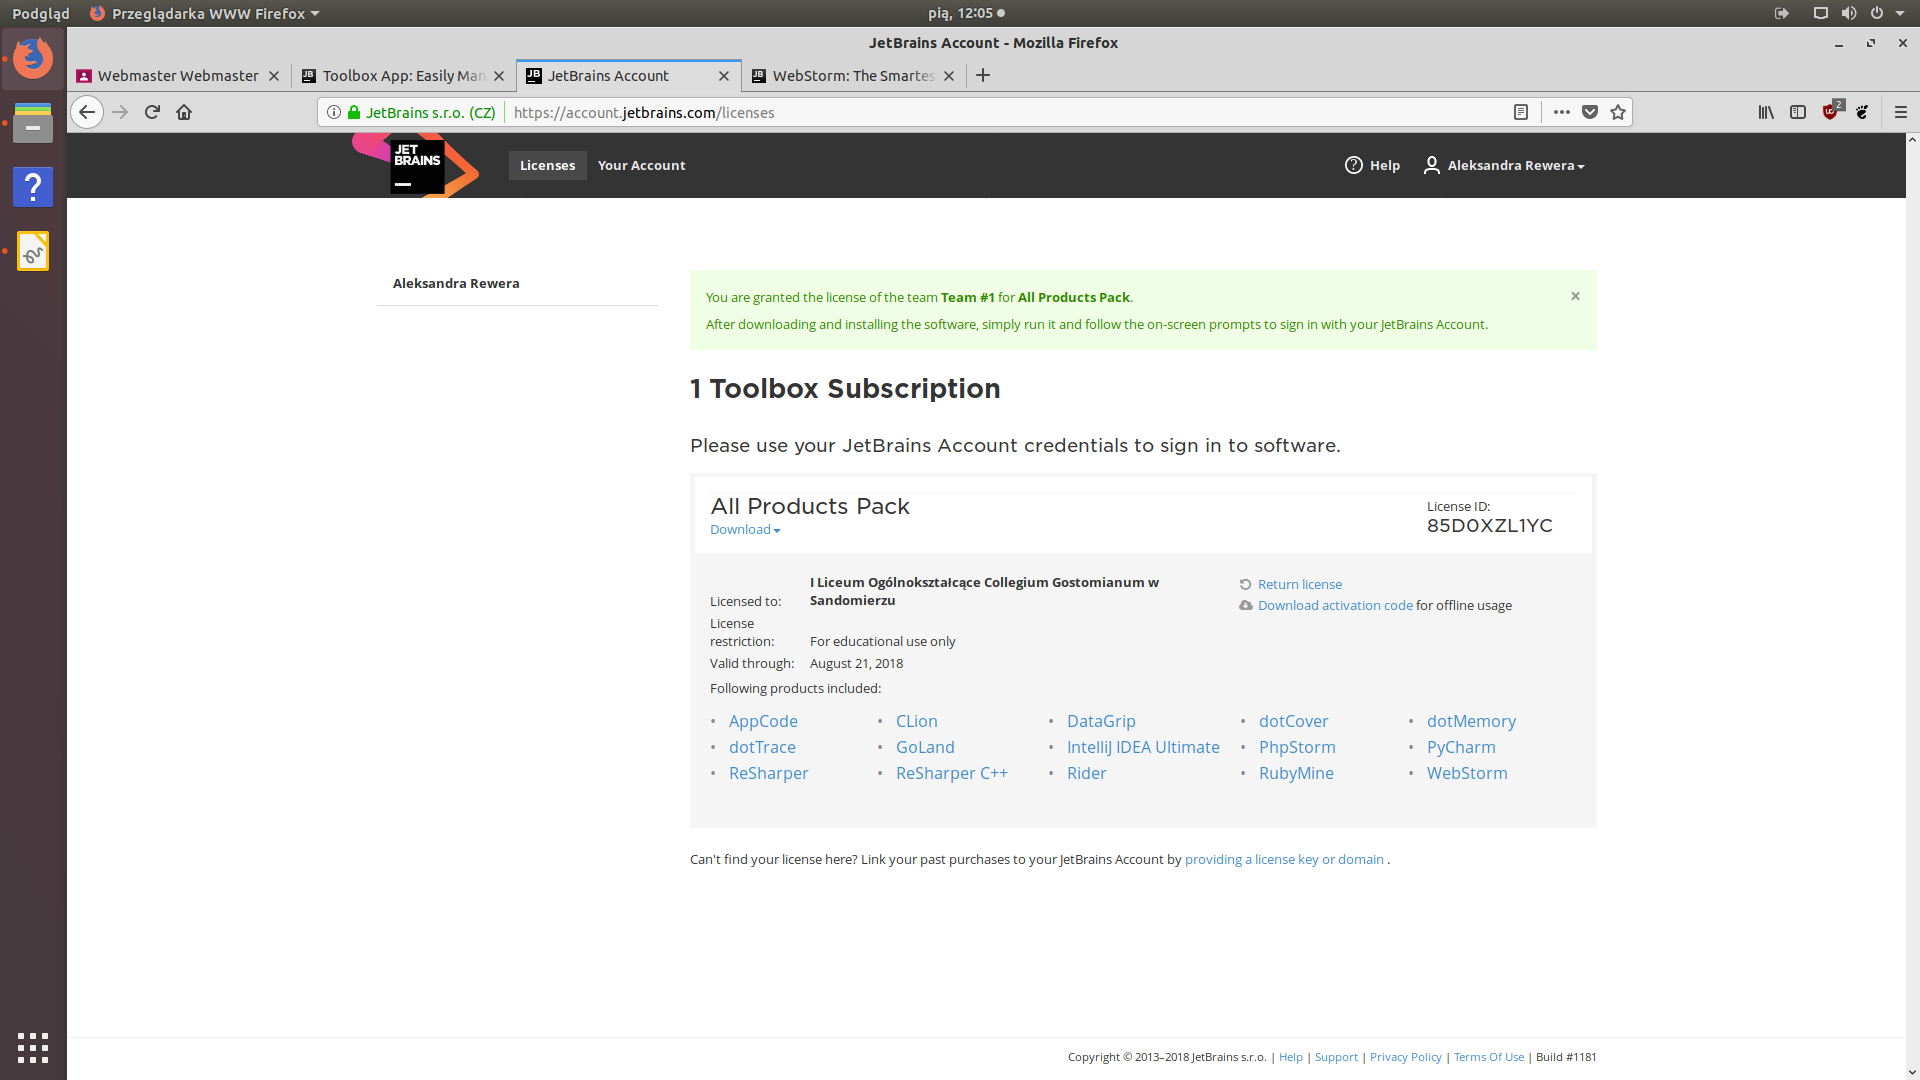 Podgląd
Przeglądarka WWW Firefox
pią, 12:05
JetBrains Account - Mozilla Firefox
Webmaster Webmaster
Toolbox App: Easily Man
JetBrains Account
WebStorm: The Smartes
JetBrains s.r.o. (CZ)
https://account.jetbrains.com/licenses
2
JET
BRAINS
Licenses
Your Account
Help
Aleksandra Rewera
Aleksandra Rewera
You are granted the license of the team Team #1 for All Products Pack.
After downloading and installing the software, simply run it and follow the on-screen prompts to sign in with your JetBrains Account.
1 Toolbox Subscription
Please use your JetBrains Account credentials to sign in to software.
All Products Pack
Download
License ID:
85D0XZL1YC
Licensed to: I Liceum Ogólnokształcące Collegium Gostomianum w
Sandomierzu
License
restriction: For educational use only
Valid through: August 21, 2018
Return license
Download activation code for offline usage
Following products included:
• AppCode • CLion • DataGrip • dotCover • dotMemory
• dotTrace • GoLand • IntelliJ IDEA Ultimate • PhpStorm • PyCharm
• ReSharper • ReSharper C++ • Rider • RubyMine • WebStorm
Can't find your license here? Link your past purchases to your JetBrains Account by providing a license key or domain .
Copyright © 2013–2018 JetBrains s.r.o. | Help | Support | Privacy Policy | Terms Of Use | Build #1181